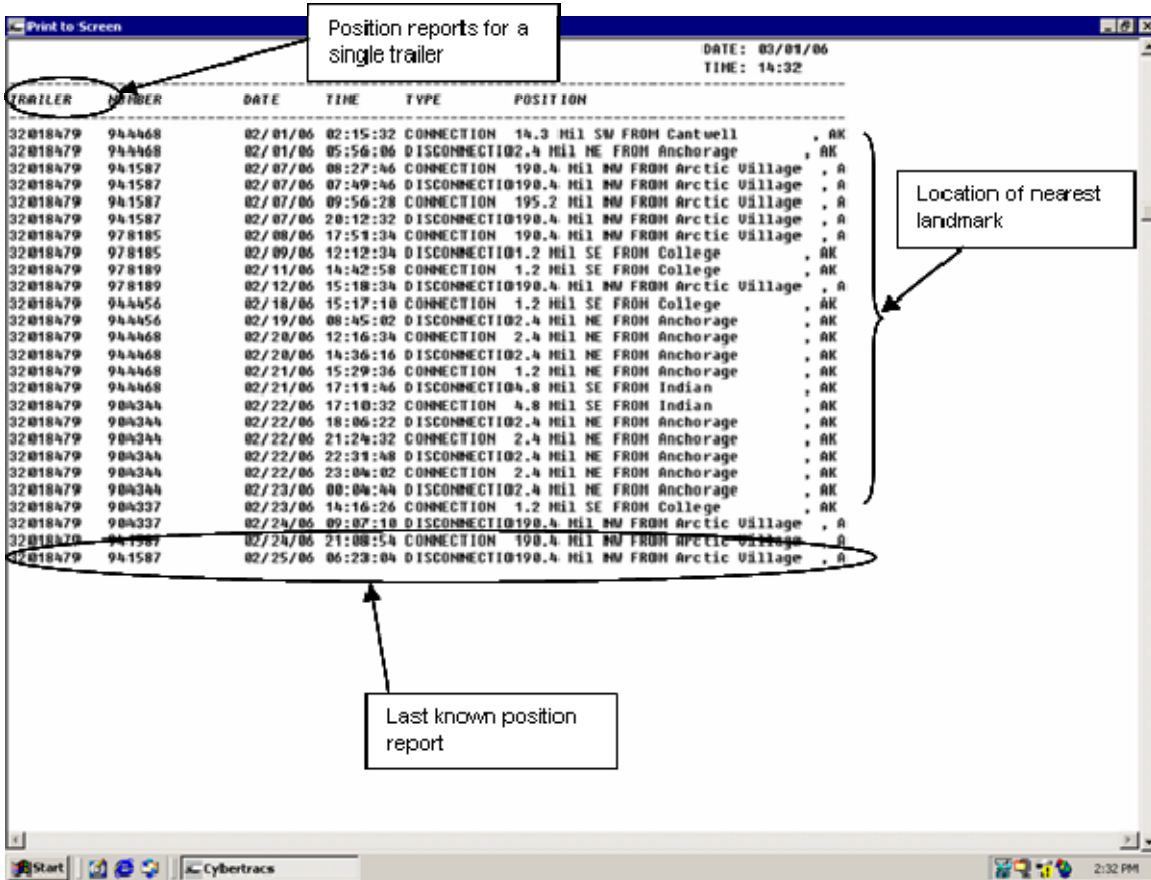 Print to Screen
Position reports for a
single trailer
DATE: 03/01/06
TIME: 14:32
TRAILER NUMBER DATE TIME TYPE POSITION
32018479 944468 02/01/06 02:15:32 CONNECTION 14.3 Mil SW FROM Cantwell , AK
32018479 944468 02/01/06 05:56:06 DISCONNECTIO2.4 Mil NE FROM Anchorage , AK
32018479 941587 02/07/06 08:27:46 CONNECTION 190.4 Mil NW FROM Arctic Village , A
32018479 941587 02/07/06 07:49:46 DISCONNECTIO190.4 Mil NW FROM Arctic Village , A
32018479 941587 02/07/06 09:56:28 CONNECTION 195.2 Mil NW FROM Arctic Village , A
32018479 941587 02/07/06 20:12:32 DISCONNECTIO190.4 Mil NW FROM Arctic Village , A
32018479 978185 02/08/06 17:51:34 CONNECTION 190.4 Mil NW FROM Arctic Village , A
32018479 978185 02/09/06 12:12:34 DISCONNECTIO1.2 Mil SE FROM College , AK
32018479 978189 02/11/06 14:42:58 CONNECTION 1.2 Mil SE FROM College , AK
32018479 978189 02/12/06 15:18:34 DISCONNECTIO190.4 Mil NW FROM Arctic Village , A
32018479 944456 02/18/06 15:17:10 CONNECTION 1.2 Mil SE FROM College , AK
32018479 944456 02/19/06 08:45:02 DISCONNECTIO2.4 Mil NE FROM Anchorage , AK
32018479 944468 02/20/06 12:16:34 CONNECTION 2.4 Mil NE FROM Anchorage , AK
32018479 944468 02/20/06 14:36:16 DISCONNECTIO2.4 Mil NE FROM Anchorage , AK
32018479 944468 02/21/06 15:29:36 CONNECTION 1.2 Mil NE FROM Anchorage , AK
32018479 944468 02/21/06 17:11:46 DISCONNECTIO4.8 Mil SE FROM Indian , AK
32018479 904344 02/22/06 17:10:32 CONNECTION 4.8 Mil SE FROM Indian , AK
32018479 904344 02/22/06 18:06:22 DISCONNECTIO2.4 Mil NE FROM Anchorage , AK
32018479 904344 02/22/06 21:24:32 CONNECTION 2.4 Mil NE FROM Anchorage , AK
32018479 904344 02/22/06 22:31:48 DISCONNECTIO2.4 Mil NE FROM Anchorage , AK
32018479 904344 02/22/06 23:04:02 CONNECTION 2.4 Mil NE FROM Anchorage , AK
32018479 904344 02/23/06 00:04:44 DISCONNECTIO2.4 Mil NE FROM Anchorage , AK
32018479 904337 02/23/06 14:16:26 CONNECTION 1.2 Mil SE FROM College , AK
32018479 904337 02/24/06 09:07:10 DISCONNECTIO190.4 Mil NW FROM Arctic Village , A
32018479 941587 02/24/06 21:08:54 CONNECTION 190.4 Mil NW FROM Arctic Village , A
32018479 941587 02/25/06 06:23:04 DISCONNECTIO190.4 Mil NW FROM Arctic Village , A
Location of nearest
landmark
Last known position
report
Start Cybertracs 2:32 PM